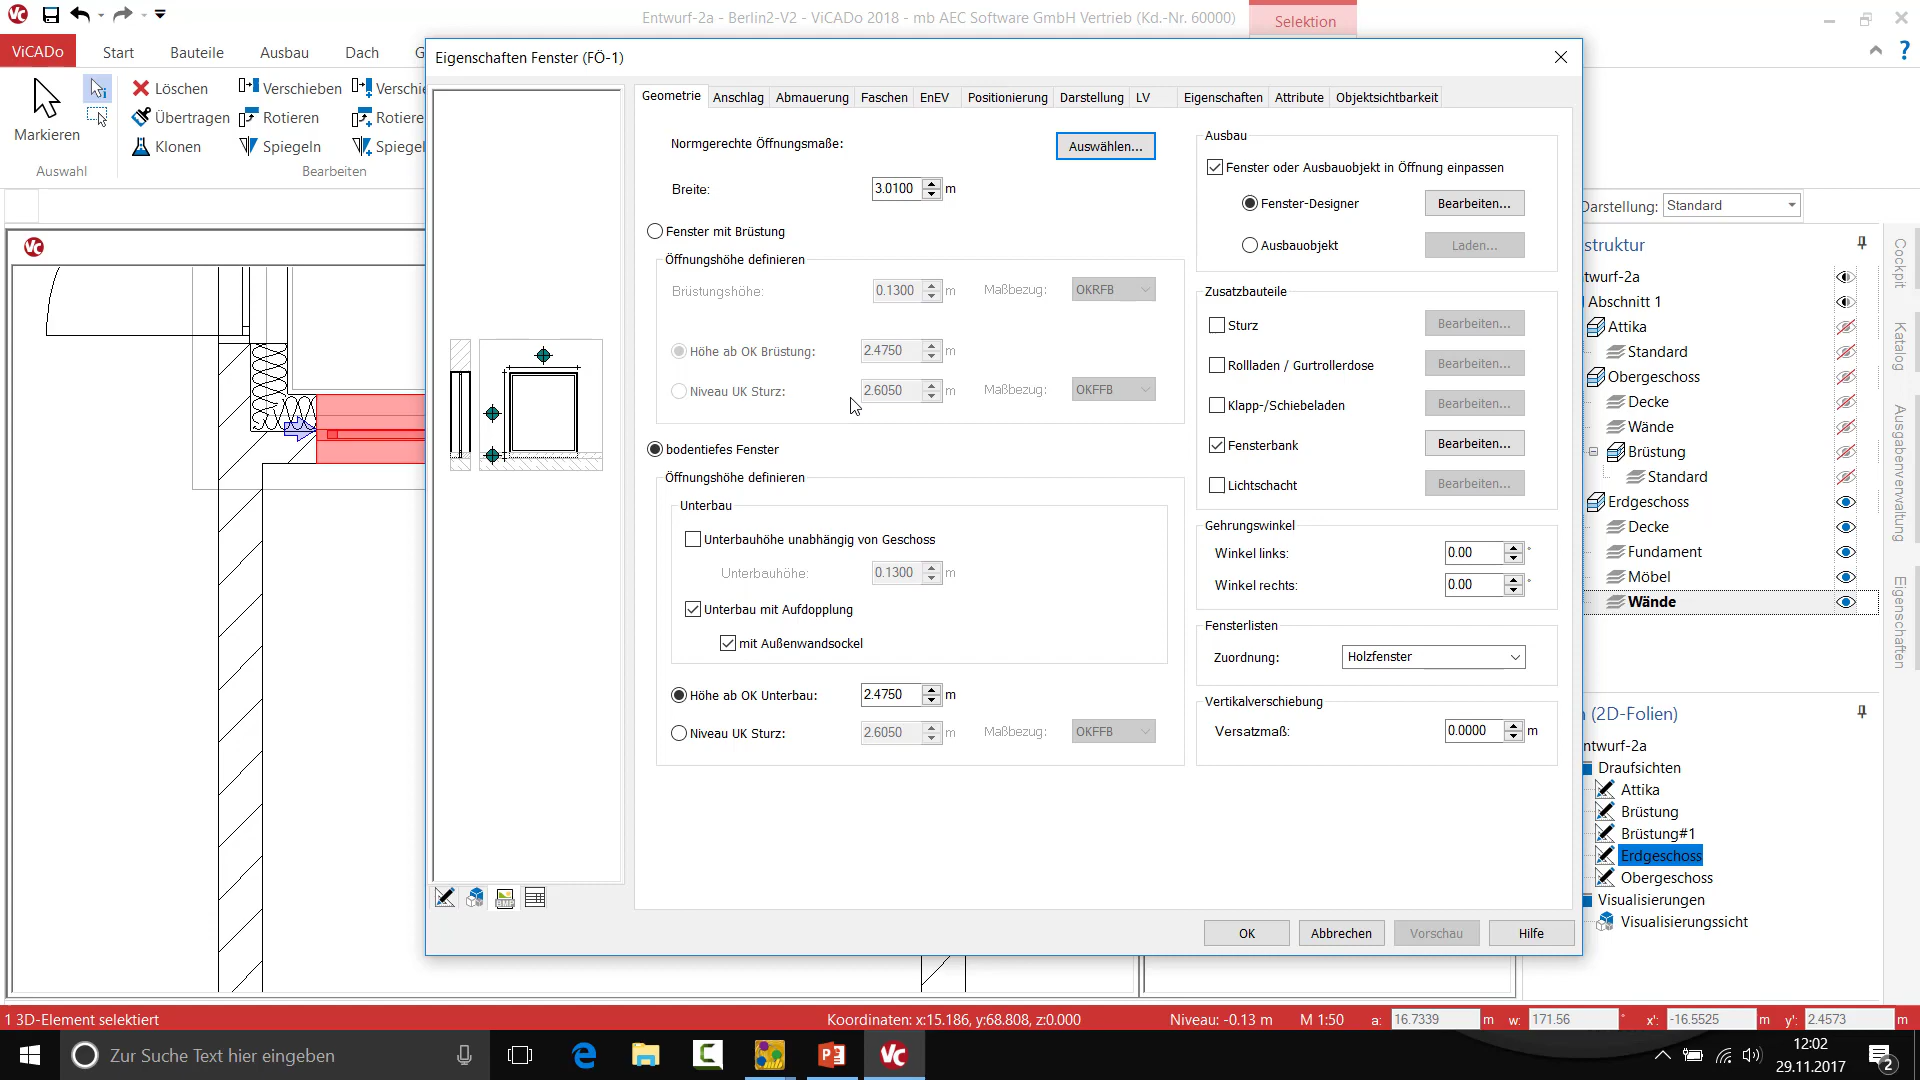 Entwurf-2a - Berlin2-V2 - ViCADo 2018 - mb AEC Software GmbH Vertrieb (Kd.-Nr. 60000)
Selektion
ViCADo
Start
Bauteile
Ausbau
Dach
G
Markieren
Löschen
Verschieben
Verschie
Übertragen
Rotieren
Rotiere
Klonen
Spiegeln
Spiegel
Auswahl
Bearbeiten
Eigenschaften Fenster (FÖ-1)
Geometrie
Anschlag
Abmauerung
Faschen
EnEV
Positionierung
Darstellung
LV
Eigenschaften
Attribute
Objektsichtbarkeit
Normgerechte Öffnungsmaße:
Auswählen...
Breite:
3.0100
m
Fenster mit Brüstung
Öffnungshöhe definieren
Brüstungshöhe:
0.1300
m
Maßbezug:
OKRFB
Höhe ab OK Brüstung:
2.4750
m
Niveau UK Sturz:
2.6050
m
Maßbezug:
OKFFB
bodentiefes Fenster
Öffnungshöhe definieren
Unterbau
Unterbauhöhe unabhängig von Geschoss
Unterbauhöhe:
0.1300
m
Unterbau mit Aufdopplung
mit Außenwandsockel
Höhe ab OK Unterbau:
2.4750
m
Niveau UK Sturz:
2.6050
m
Maßbezug:
OKFFB
Ausbau
Fenster oder Ausbauobjekt in Öffnung einpassen
Fenster-Designer
Bearbeiten...
Ausbauobjekt
Laden...
Zusatzbauteile
Sturz
Bearbeiten...
Rollladen / Gurtrollerdose
Bearbeiten...
Klapp-/Schiebeladen
Bearbeiten...
Fensterbank
Bearbeiten...
Lichtschacht
Bearbeiten...
Gehrungswinkel
Winkel links:
0.00
°
Winkel rechts:
0.00
°
Fensterlisten
Zuordnung:
Holzfenster
Vertikalverschiebung
Versatzmaß:
0.0000
m
OK
Abbrechen
Vorschau
Hilfe
Darstellung:
Standard
struktur
twurf-2a
Abschnitt 1
Attika
Standard
Obergeschoss
Decke
Wände
Brüstung
Standard
Erdgeschoss
Decke
Fundament
Möbel
Wände
Cockpit
Katalog
Ausgabenverwaltung
Eigenschaften
n (2D-Folien)
ntwurf-2a
Draufsichten
Attika
Brüstung
Brüstung#1
Erdgeschoss
Obergeschoss
Visualisierungen
Visualisierungssicht
1 3D-Element selektiert
Koordinaten: x:15.186, y:68.808, z:0.000
Niveau: -0.13 m
M 1:50
a:
16.7339
m
w:
171.56
°
x':
-16.5525
m
y':
2.4573
m
Zur Suche Text hier eingeben
12:02
29.11.2017
2